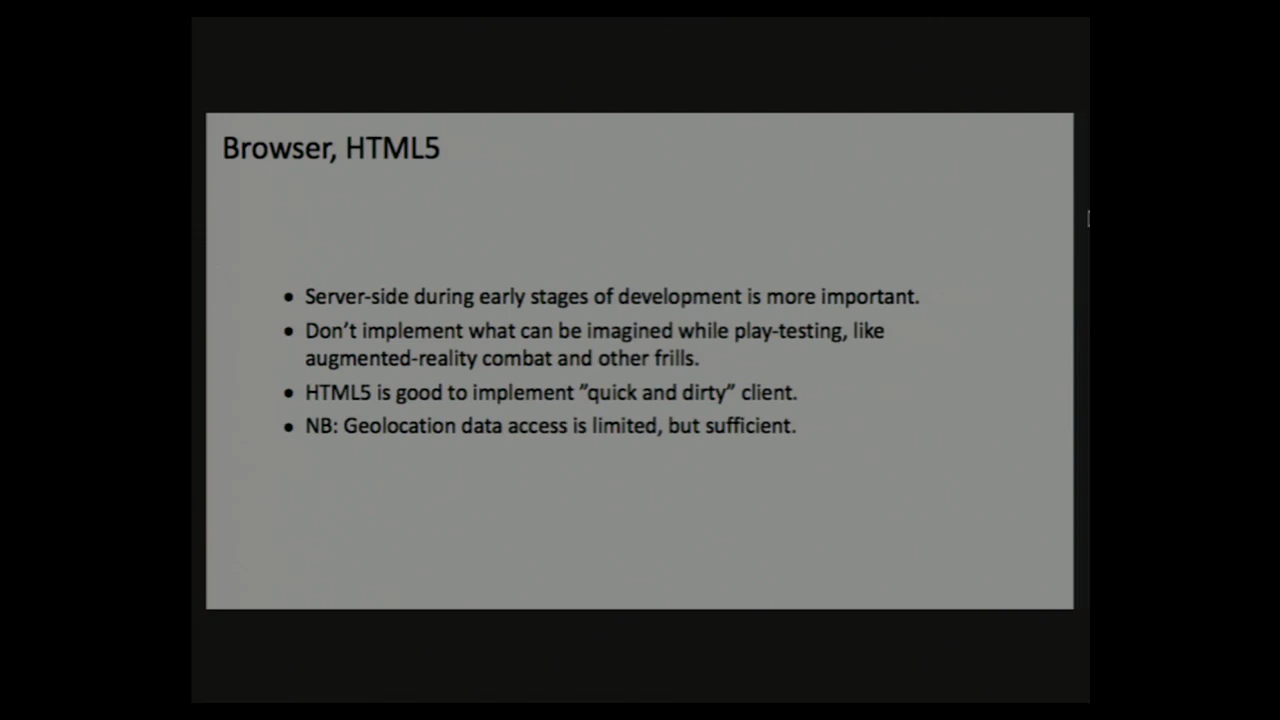 Browser, HTML5
• Server-side during early stages of development is more important.
• Don’t implement what can be imagined while play-testing, like
augmented-reality combat and other frills.
• HTML5 is good to implement ”quick and dirty” client.
• NB: Geolocation data access is limited, but sufficient.